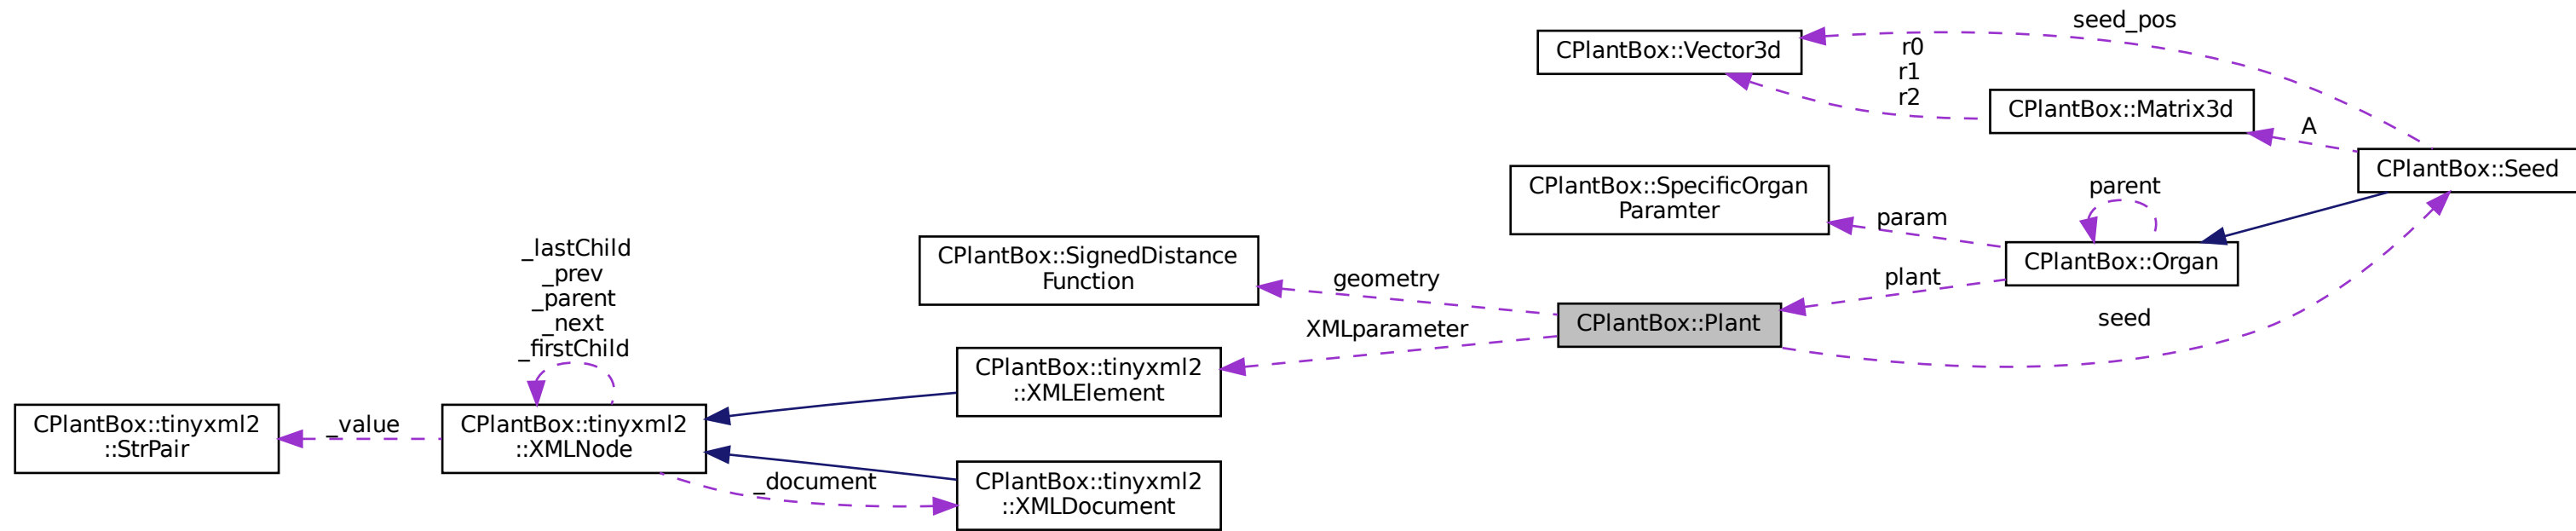 seed_pos
CPlantBox::Vector3d
r0
r1
r2
CPlantBox::Matrix3d
A
CPlantBox::Seed
CPlantBox::SpecificOrgan
Paramter
param
parent
CPlantBox::Organ
CPlantBox::SignedDistance
Function
geometry
plant
CPlantBox::Plant
seed
XMLparameter
_lastChild
_prev
_parent
_next
_firstChild
CPlantBox::tinyxml2
::XMLElement
CPlantBox::tinyxml2
::StrPair
_value
CPlantBox::tinyxml2
::XMLNode
_document
CPlantBox::tinyxml2
::XMLDocument